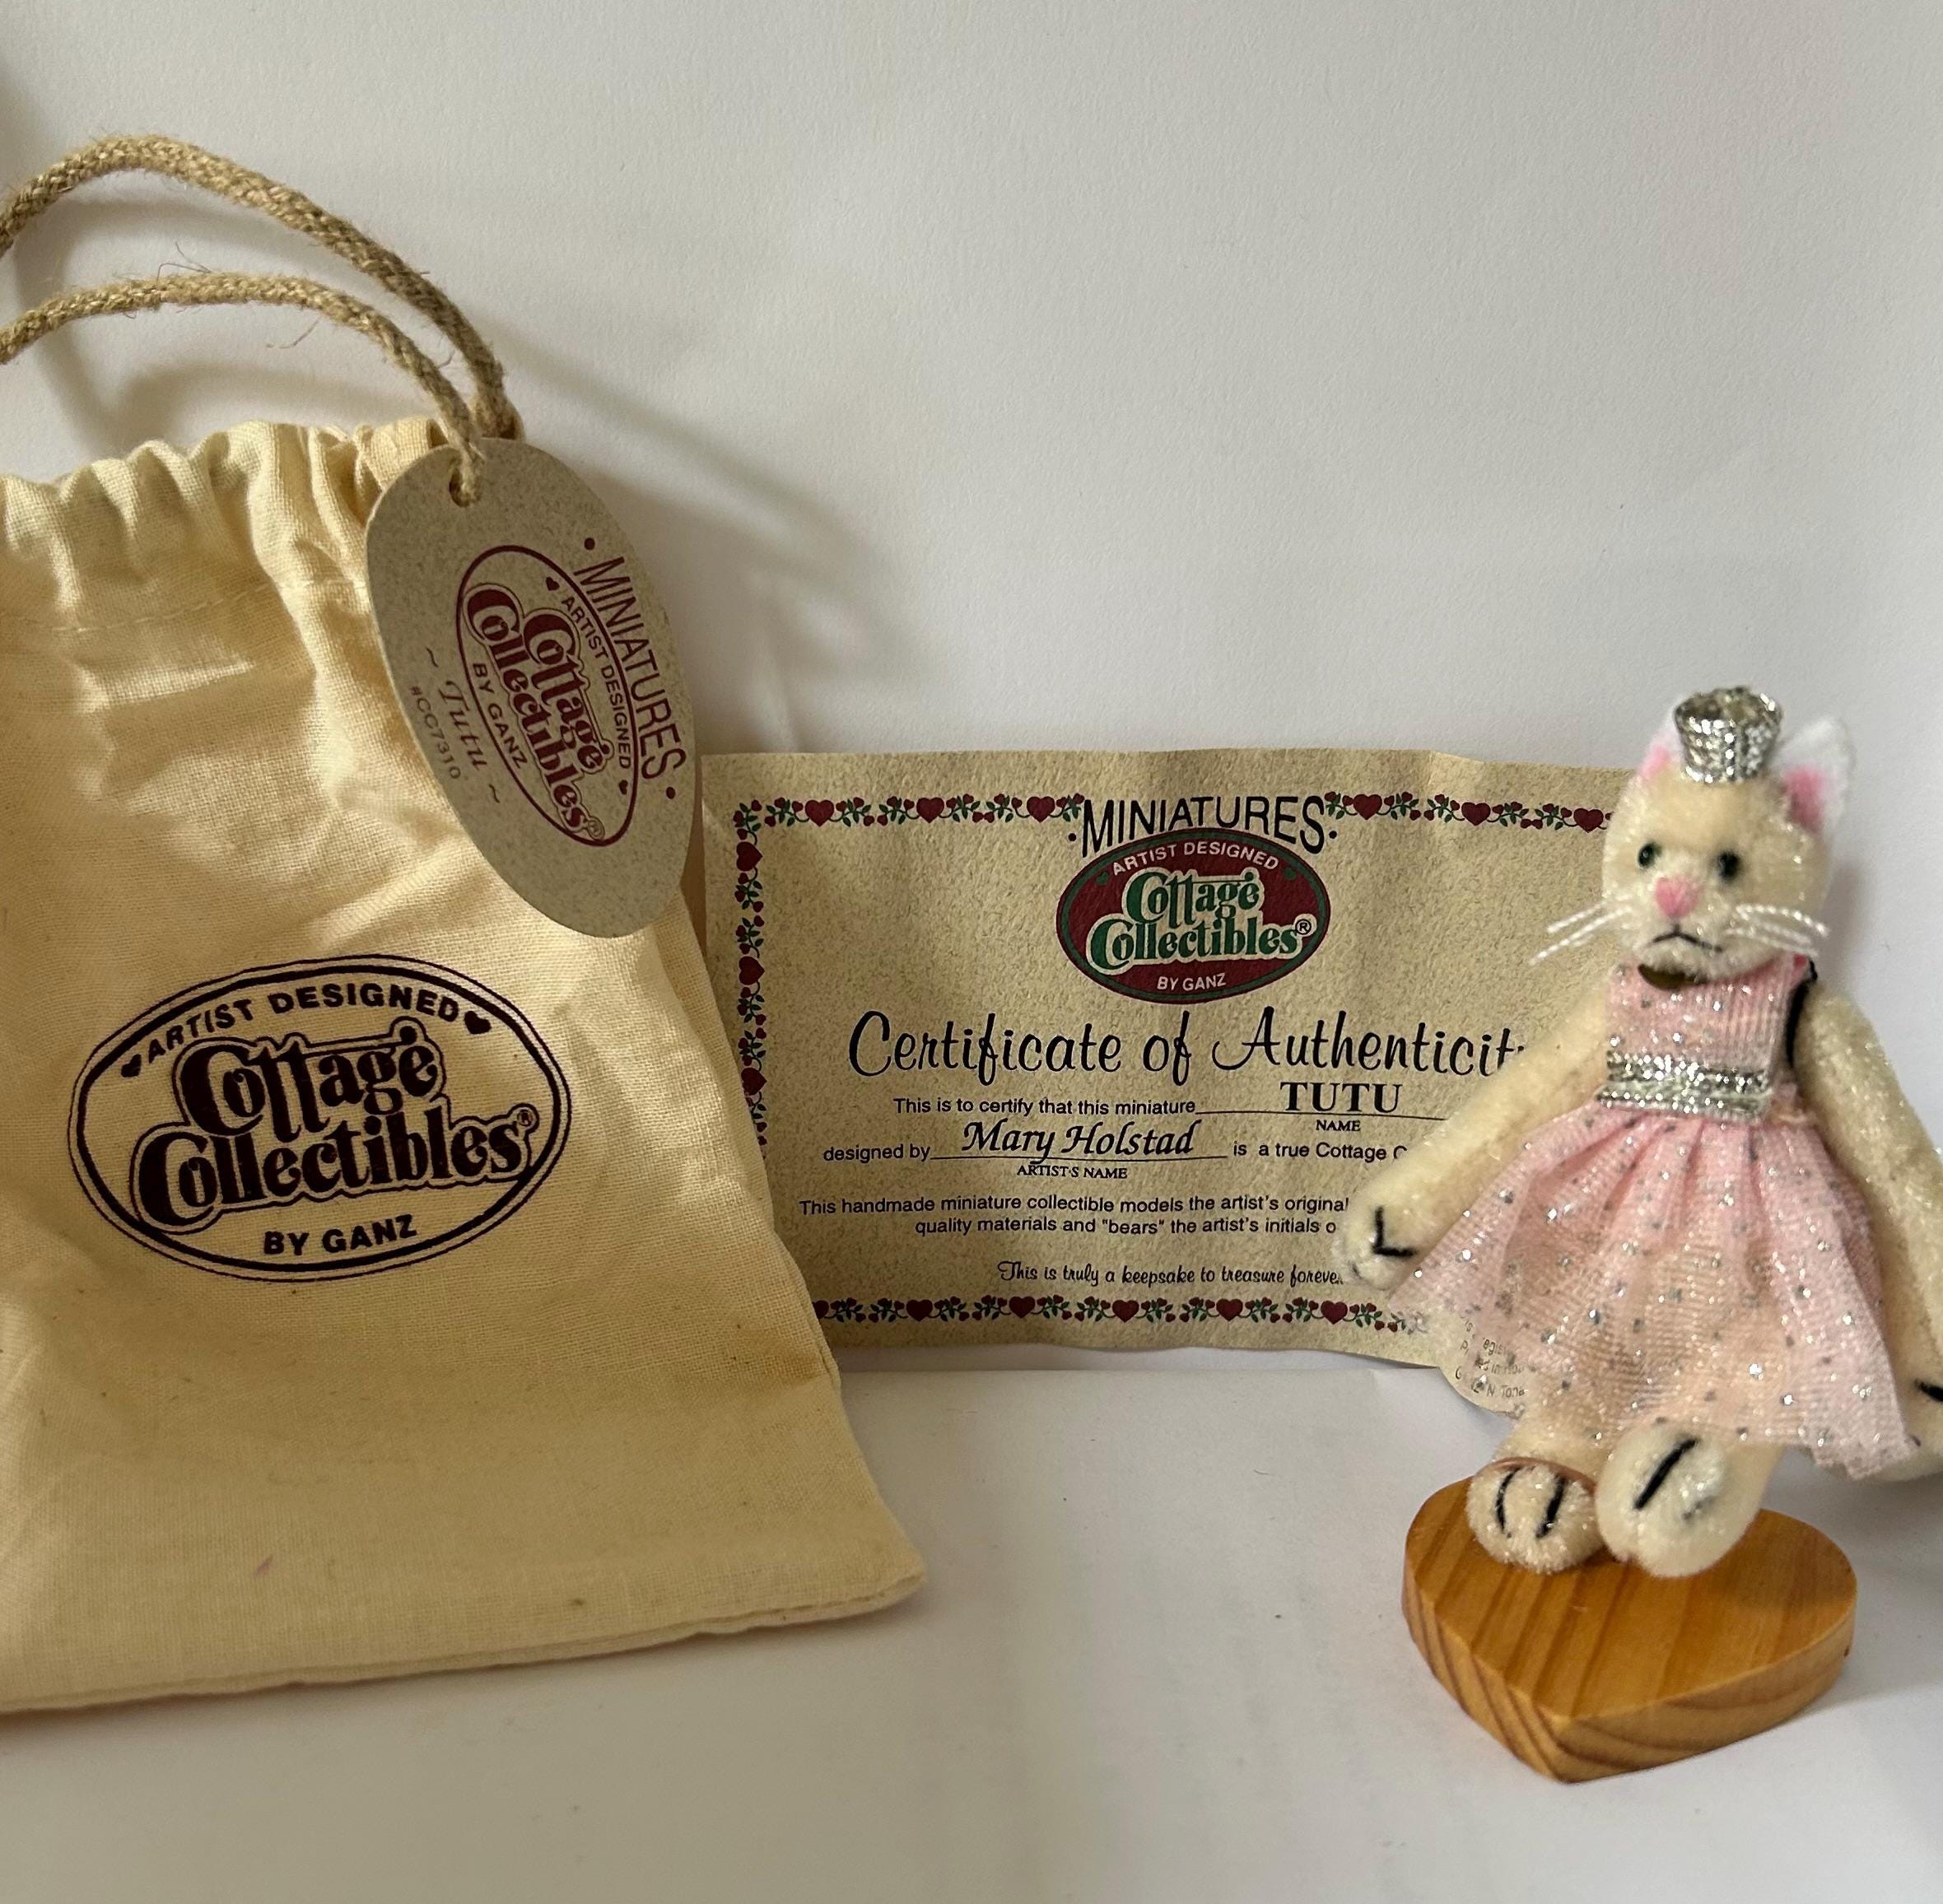 • MINIATURES •
ARTIST DESIGNED
Cottage
Collectibles®
BY GANZ
~ Tutu ~
#CC7310
ARTIST DESIGNED
Cottage
Collectibles®
BY GANZ
·MINIATURES·
ARTIST DESIGNED
Cottage
Collectibles®
BY GANZ
Certificate of Authenticit
This is to certify that this miniature TUTU
NAME
designed by Mary Holstad is a true Cottage C
ARTIST'S NAME
This handmade miniature collectible models the artist's original
quality materials and "bears" the artist's initials o
This is truly a keepsake to treasure forever